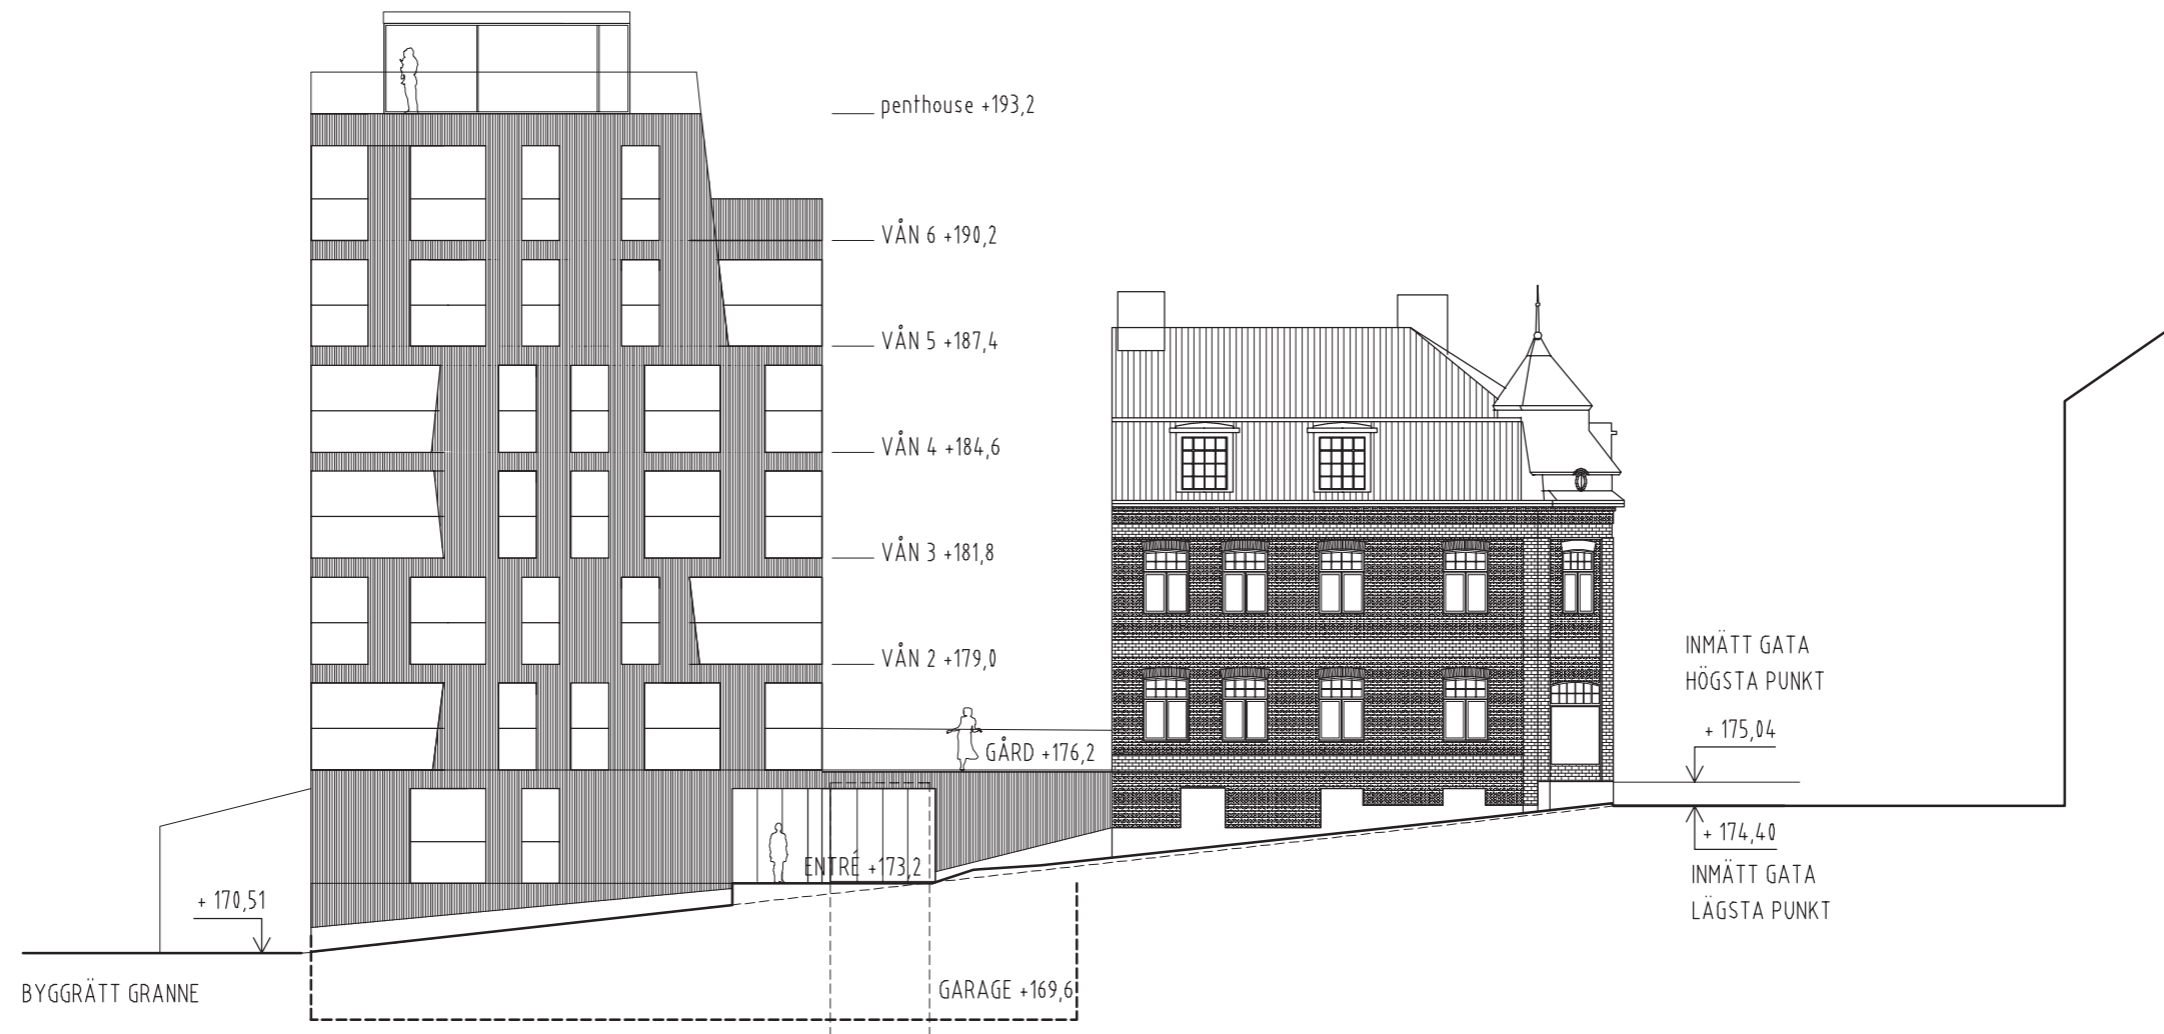 penthouse +193,2
VÅN 6 +190,2
VÅN 5 +187,4
VÅN 4 +184,6
VÅN 3 +181,8
VÅN 2 +179,0
INMÄTT GATA
HÖGSTA PUNKT
+ 175,04
GÅRD +176,2
+ 174,40
INMÄTT GATA
LÄGSTA PUNKT
ENTRÉ +173,2
+ 170,51
BYGGRÄTT GRANNE
GARAGE +169,6